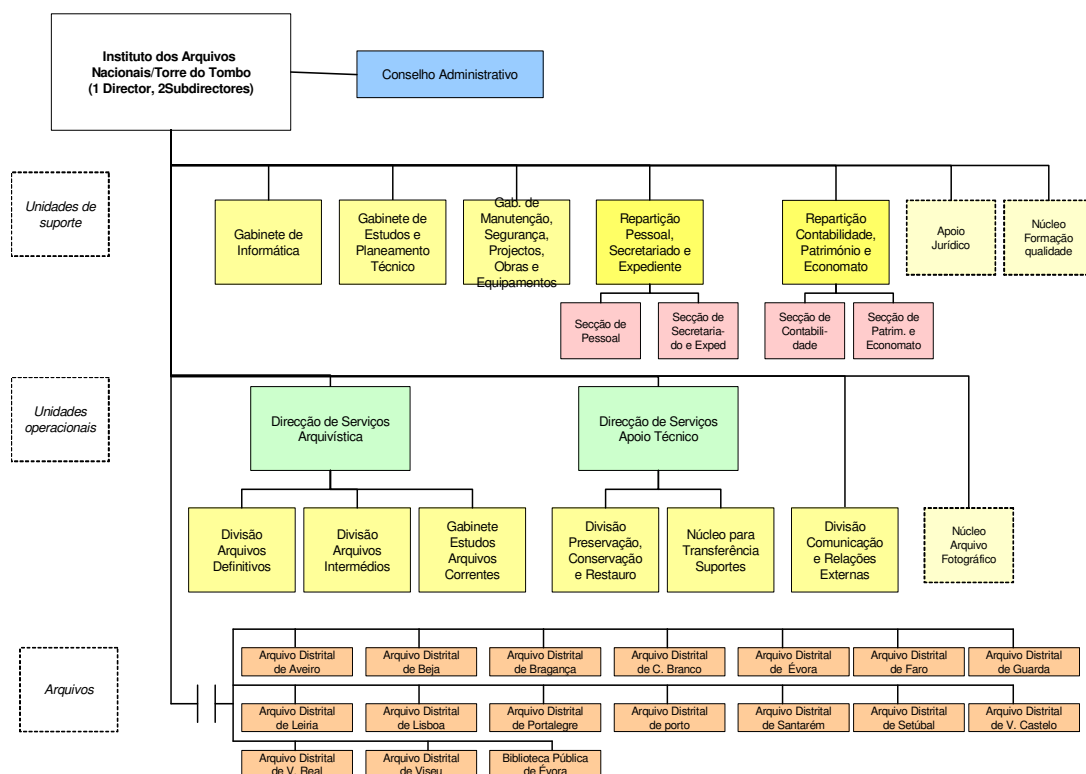 Instituto dos Arquivos
Nacionais/Torre do Tombo
(1 Director, 2Subdirectores)
Conselho Administrativo
Unidades de
suporte
Gabinete de
Informática
Gabinete de
Estudos e
Planeamento
Técnico
Gab. de
Manutenção,
Segurança,
Projectos,
Obras e
Equipamentos
Repartição
Pessoal,
Secretariado e
Expediente
Repartição
Contabilidade,
Património e
Economato
Apoio
Jurídico
Núcleo
Formação
qualidade
Secção de
Pessoal
Secção de
Secretaria-
do e Exped
Secção de
Contabili-
dade
Secção de
Patrim. e
Economato
Unidades
operacionais
Direcção de Serviços
Arquivística
Direcção de Serviços
Apoio Técnico
Divisão
Arquivos
Definitivos
Divisão
Arquivos
Intermédios
Gabinete
Estudos
Arquivos
Correntes
Divisão
Preservação,
Conservação
e Restauro
Núcleo para
Transferência
Suportes
Divisão
Comunicação
e Relações
Externas
Núcleo
Arquivo
Fotográfico
Arquivos
Arquivo Distrital
de Aveiro
Arquivo Distrital
de Beja
Arquivo Distrital
de Bragança
Arquivo Distrital
de C. Branco
Arquivo Distrital
de Évora
Arquivo Distrital
de Faro
Arquivo Distrital
de Guarda
Arquivo Distrital
de Leiria
Arquivo Distrital
de Lisboa
Arquivo Distrital
de Portalegre
Arquivo Distrital
de porto
Arquivo Distrital
de Santarém
Arquivo Distrital
de Setúbal
Arquivo Distrital
de V. Castelo
Arquivo Distrital
de V. Real
Arquivo Distrital
de Viseu
Biblioteca Pública
de Évora